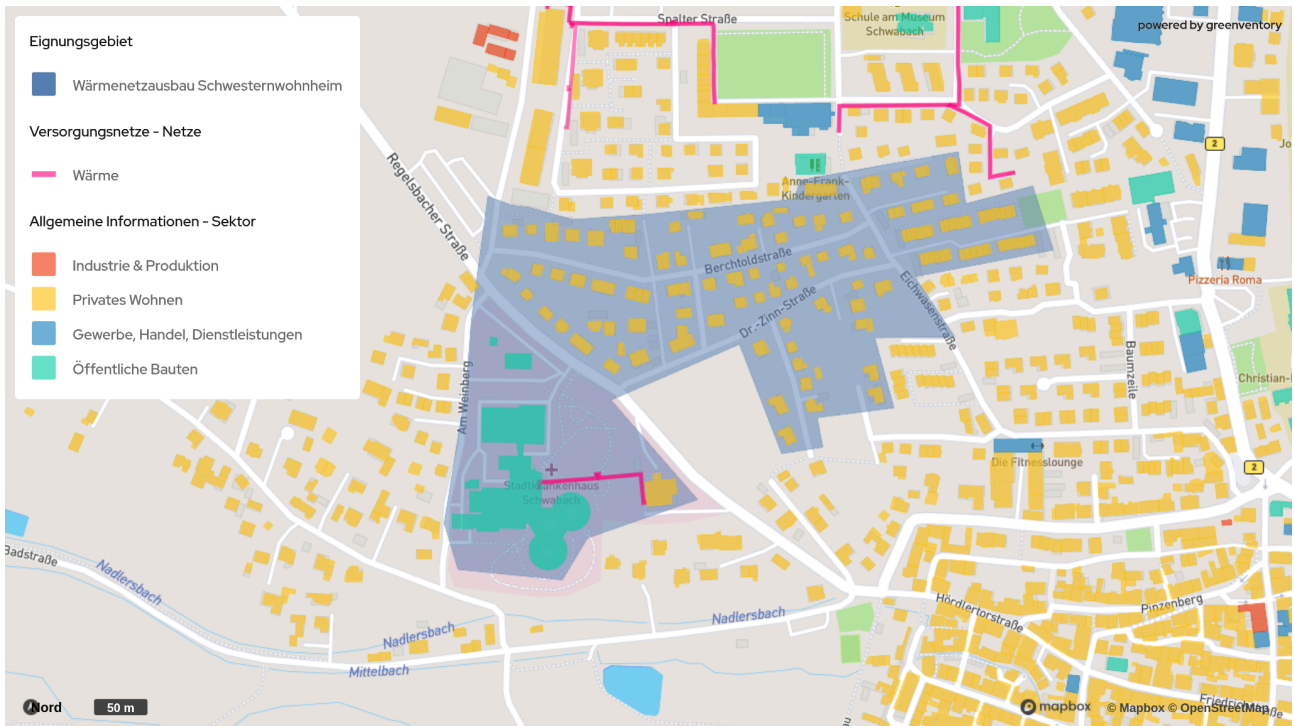 Eignungsgebiet
Wärmenetzausbau Schwesternwohnheim
Versorgungsnetze - Netze
Wärme
Allgemeine Informationen - Sektor
Industrie & Produktion
Privates Wohnen
Gewerbe, Handel, Dienstleistungen
Öffentliche Bauten
Spalter Straße
Schule am Museum
Schwabach
powered by greenventory
2
Regelsbacher Straße
Anne-Frank-
Kindergarten
Berchtoldstraße
Dr.-Zinn-Straße
Eichwasenstraße
Pizzeria Roma
Baumzeile
Am Weinberg
Stadtkrankenhaus
Schwabach
Die Fitnesslounge
2
Badstraße
Nadlersbach
Nadlersbach
Nadlersbach
Mittelbach
Hördlertorstraße
Pinzenberg
Nord
50 m
mapbox
© Mapbox © OpenStreetMap